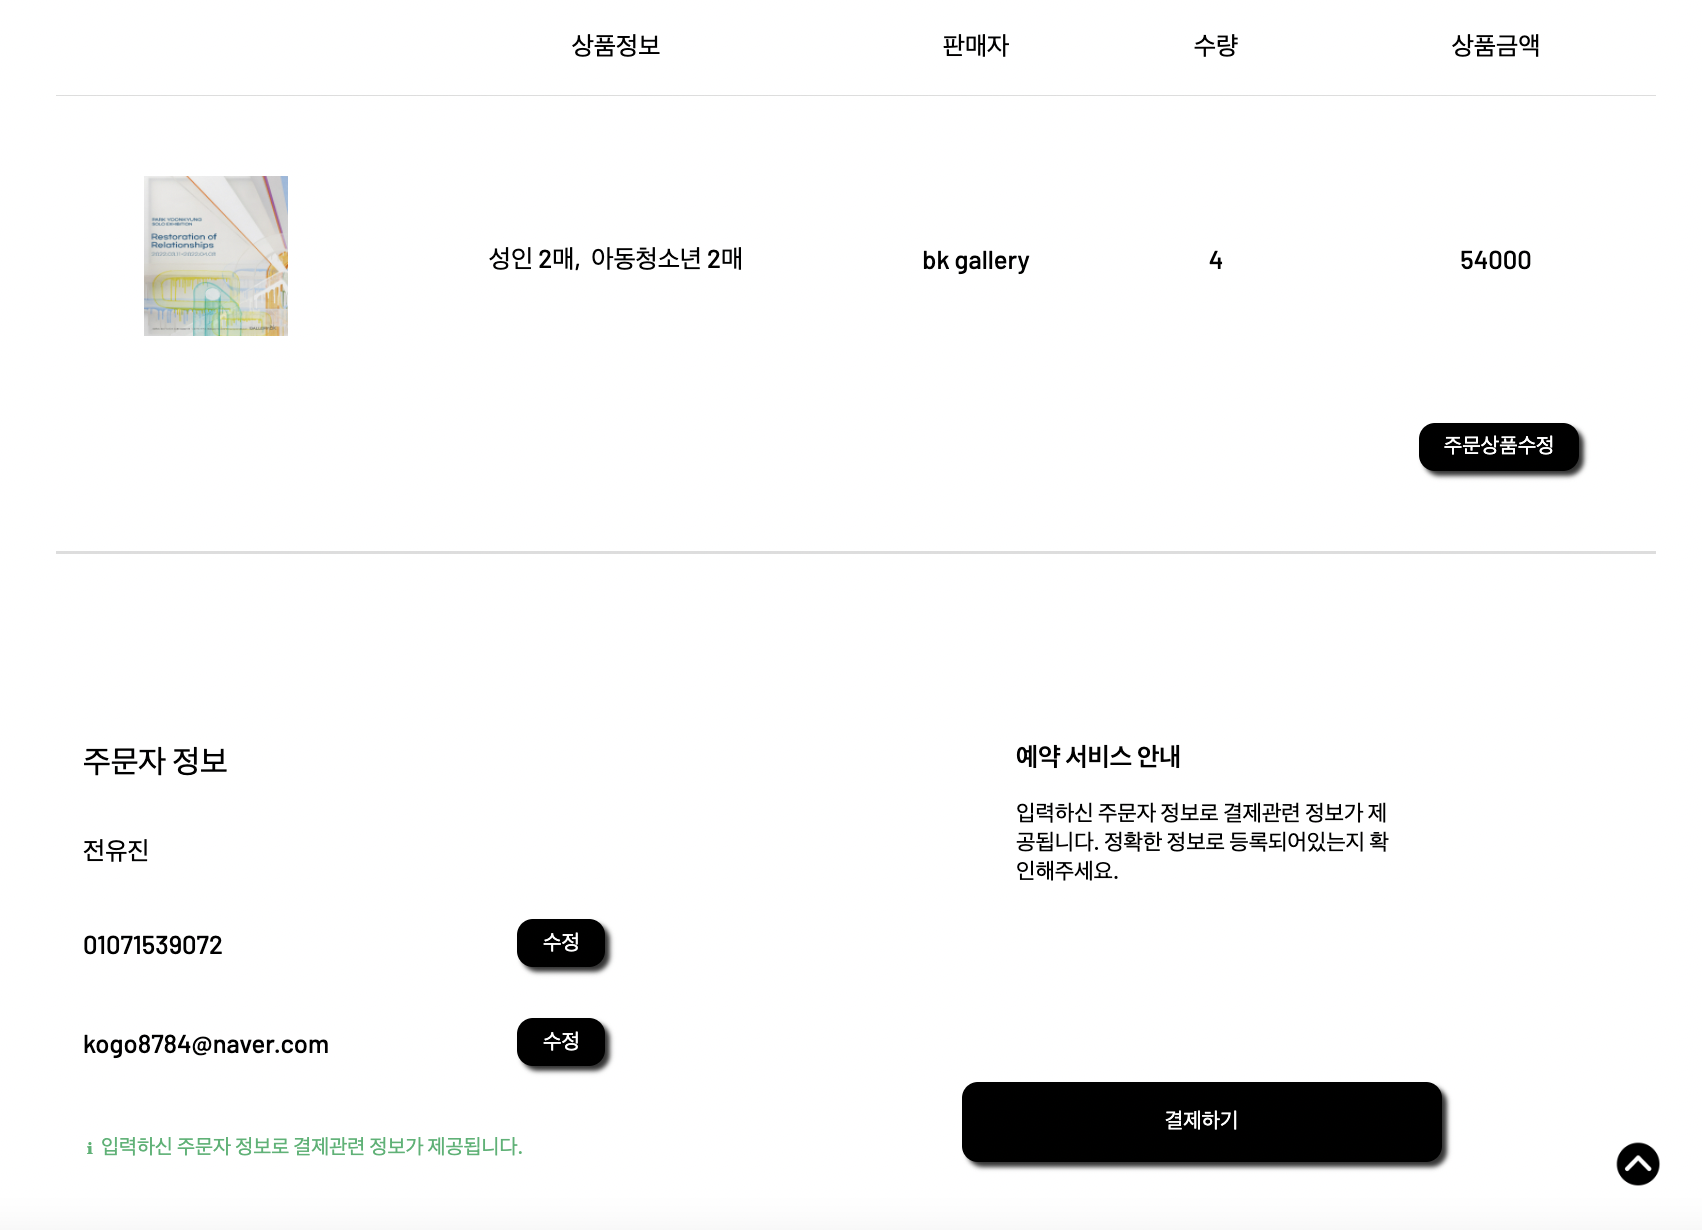 상품정보 판매자 수량 상품금액
PARK YOONKYUNG
SOLO EXHIBITION
Restoration of
Relationships
성인 2매, 아동청소년 2매 bk gallery 4 54000
주문상품수정
주문자 정보
전유진
01071539072 수정
kogo8784@naver.com 수정
i 입력하신 주문자 정보로 결제관련 정보가 제공됩니다.
예약 서비스 안내
입력하신 주문자 정보로 결제관련 정보가 제
공됩니다. 정확한 정보로 등록되어있는지 확
인해주세요.
결제하기